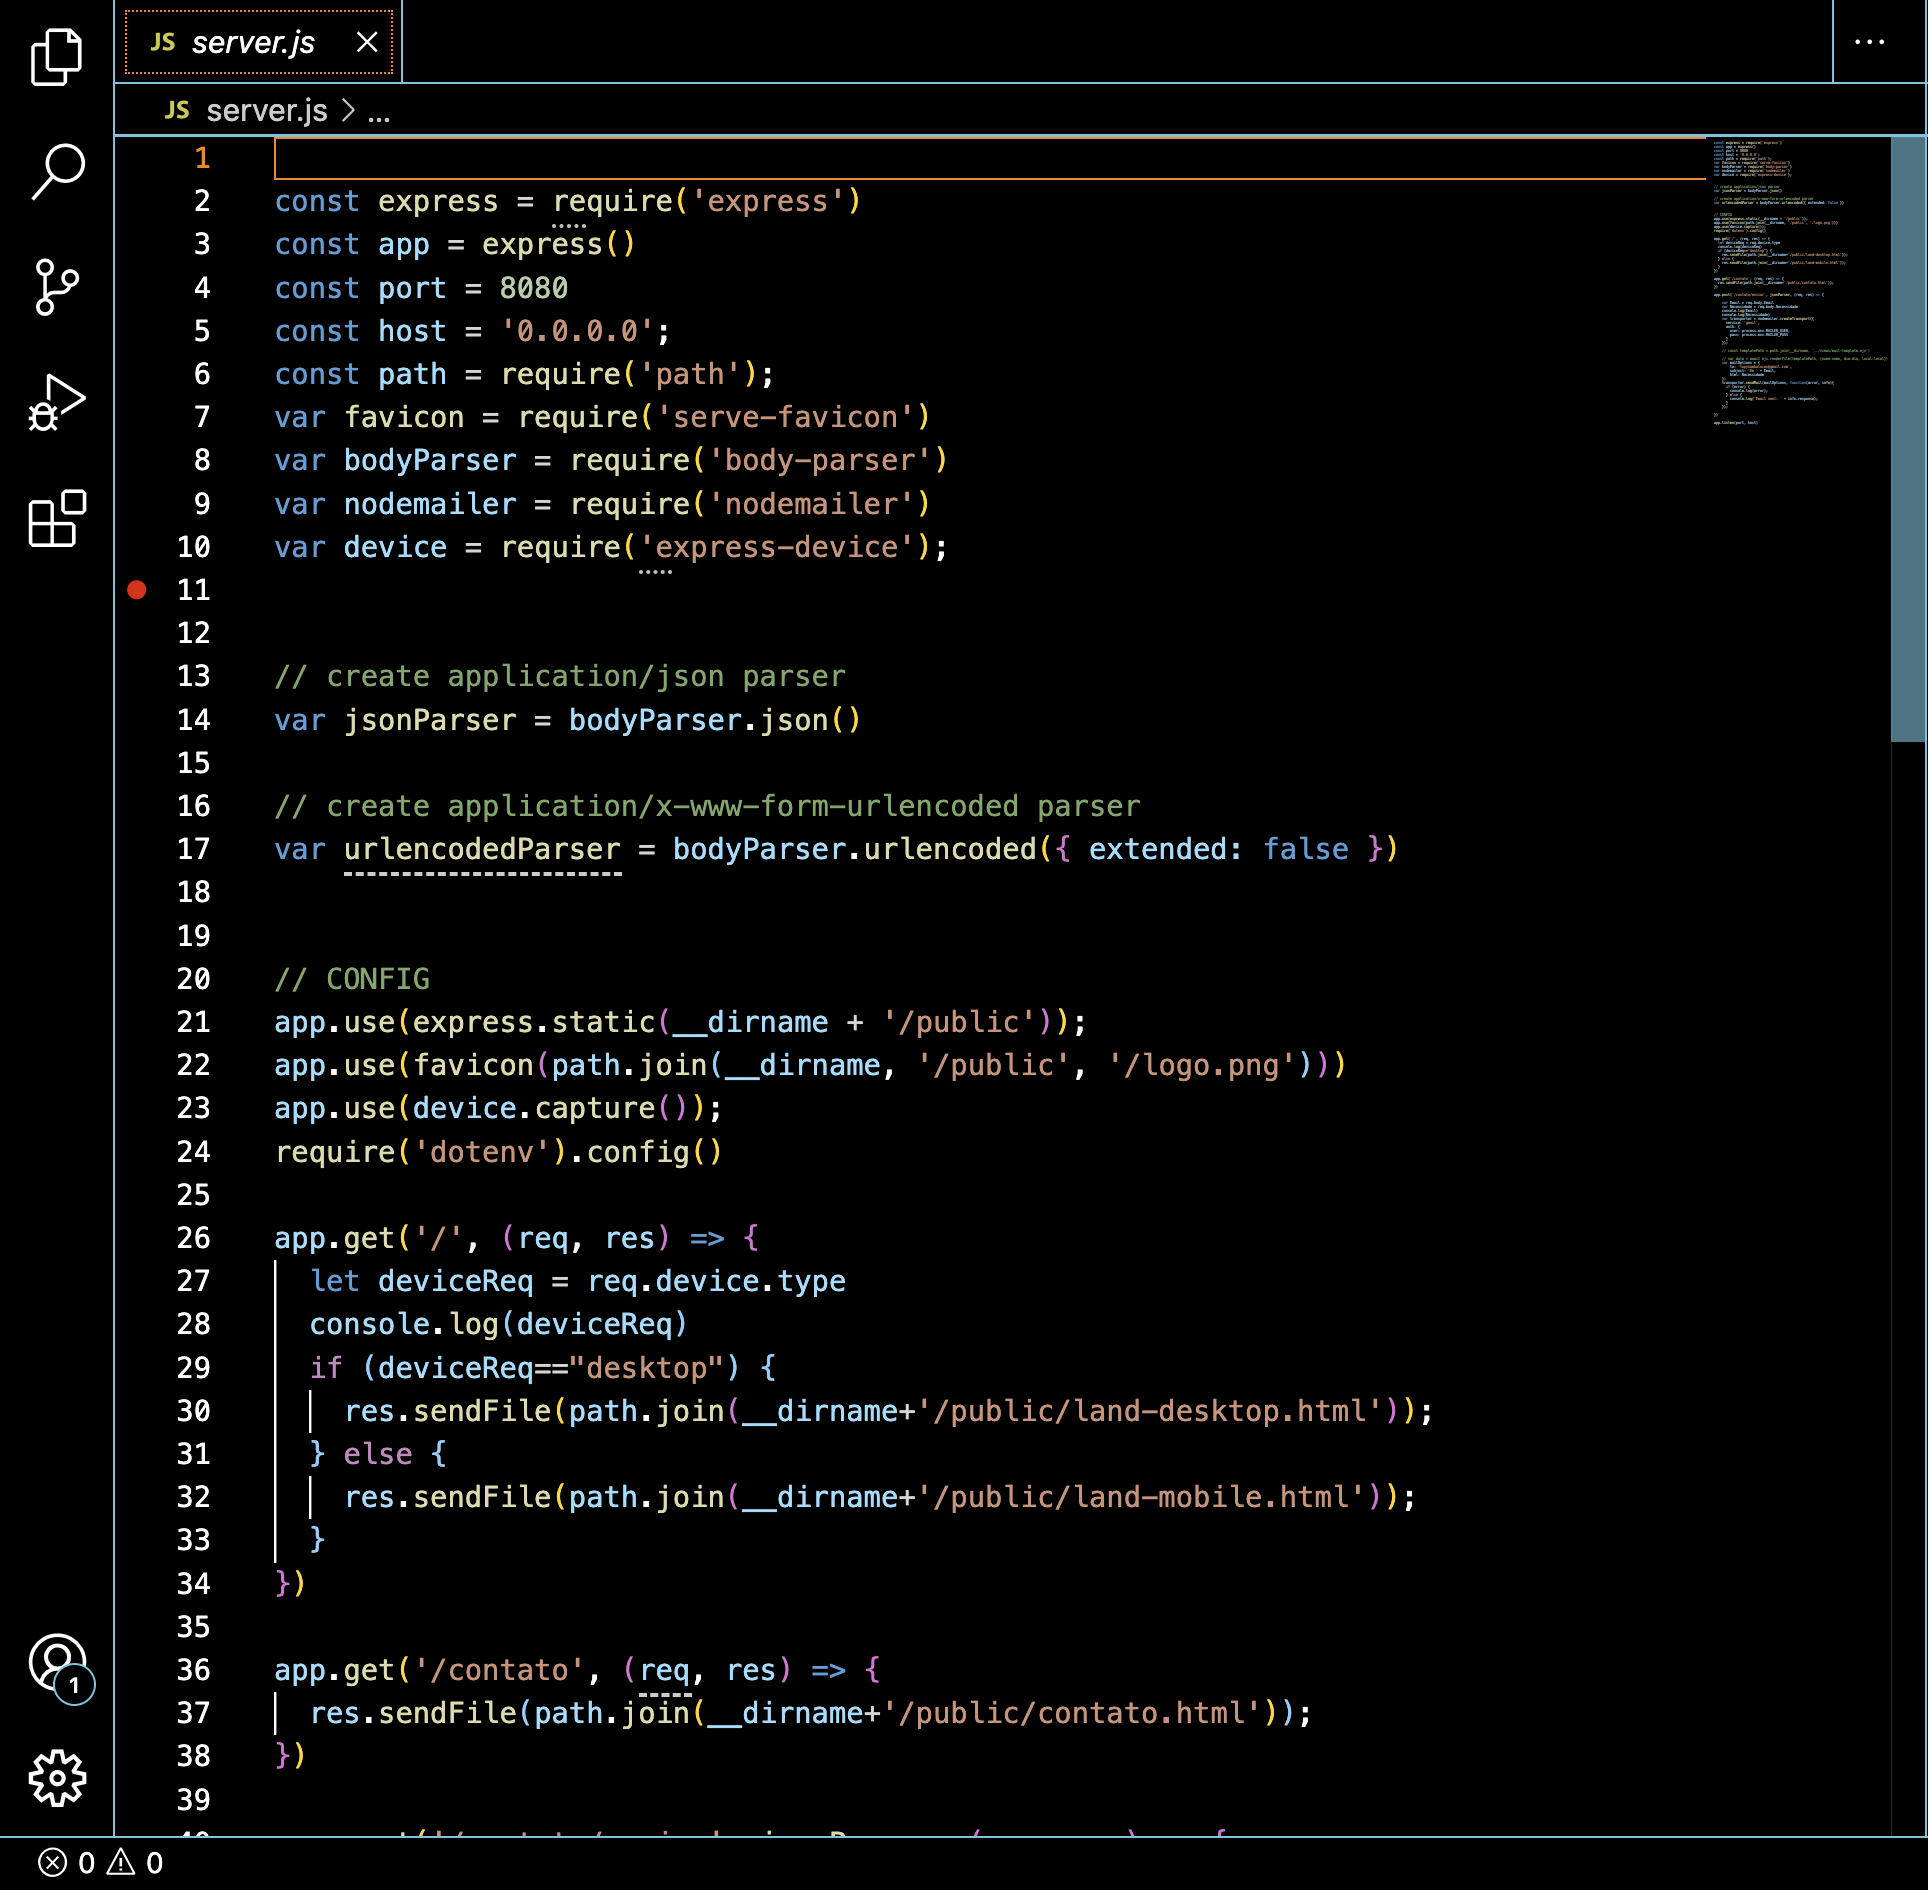 JS server.js
JS server.js > ...
1
2 const express = require('express')
3 const app = express()
4 const port = 8080
5 const host = '0.0.0.0';
6 const path = require('path');
7 var favicon = require('serve-favicon')
8 var bodyParser = require('body-parser')
9 var nodemailer = require('nodemailer')
10 var device = require('express-device');
11
12
13 // create application/json parser
14 var jsonParser = bodyParser.json()
15
16 // create application/x-www-form-urlencoded parser
17 var urlencodedParser = bodyParser.urlencoded({ extended: false })
18
19
20 // CONFIG
21 app.use(express.static(__dirname + '/public'));
22 app.use(favicon(path.join(__dirname, '/public', '/logo.png')))
23 app.use(device.capture());
24 require('dotenv').config()
25
26 app.get('/', (req, res) => {
27 let deviceReq = req.device.type
28 console.log(deviceReq)
29 if (deviceReq=="desktop") {
30 res.sendFile(path.join(__dirname+'/public/land-desktop.html'));
31 } else {
32 res.sendFile(path.join(__dirname+'/public/land-mobile.html'));
33 }
34 })
35
36 app.get('/contato', (req, res) => {
37 res.sendFile(path.join(__dirname+'/public/contato.html'));
38 })
39
1
0 0